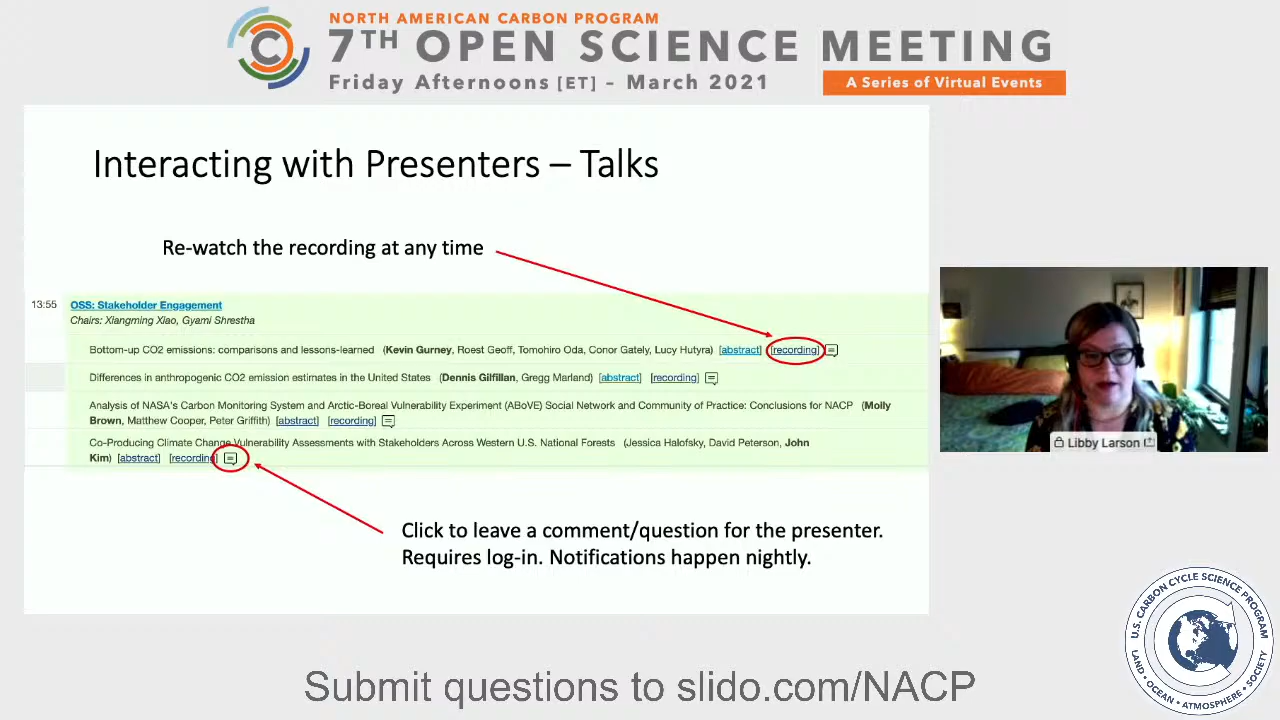 NORTH AMERICAN CARBON PROGRAM
7TH OPEN SCIENCE MEETING
Friday Afternoons [ET] – March 2021
A Series of Virtual Events
Interacting with Presenters – Talks
Re-watch the recording at any time
13:55
OSS: Stakeholder Engagement
Chairs: Xiangming Xiao, Gyami Shrestha
Bottom-up CO2 emissions: comparisons and lessons-learned (Kevin Gurney, Roest Geoff, Tomohiro Oda, Conor Gately, Lucy Hutyra) [abstract] [recording]
Differences in anthropogenic CO2 emission estimates in the United States (Dennis Gilfillan, Gregg Marland) [abstract] [recording]
Analysis of NASA's Carbon Monitoring System and Arctic-Boreal Vulnerability Experiment (ABoVE) Social Network and Community of Practice: Conclusions for NACP (Molly
Brown, Matthew Cooper, Peter Griffith) [abstract] [recording]
Co-Producing Climate Change Vulnerability Assessments with Stakeholders Across Western U.S. National Forests (Jessica Halofsky, David Peterson, John
Kim) [abstract] [recording]
Click to leave a comment/question for the presenter.
Requires log-in. Notifications happen nightly.
Libby Larson
U.S. CARBON CYCLE SCIENCE PROGRAM
LAND • OCEAN • ATMOSPHERE • SOCIETY
Submit questions to slido.com/NACP